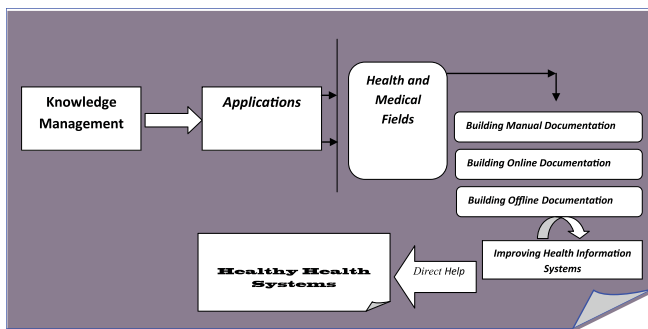 Knowledge
Management
Applications
Health and
Medical
Fields
Building Manual Documentation
Building Online Documentation
Building Offline Documentation
Improving Health Information
Systems
Direct Help
Healthy Health
Systems